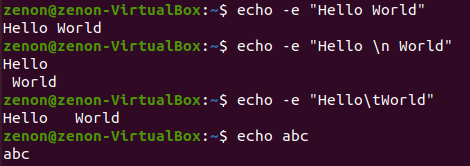 zenon@zenon-VirtualBox:~$ echo -e "Hello World"
Hello World
zenon@zenon-VirtualBox:~$ echo -e "Hello \n World"
Hello
 World
zenon@zenon-VirtualBox:~$ echo -e "Hello\tWorld"
Hello	World
zenon@zenon-VirtualBox:~$ echo abc
abc